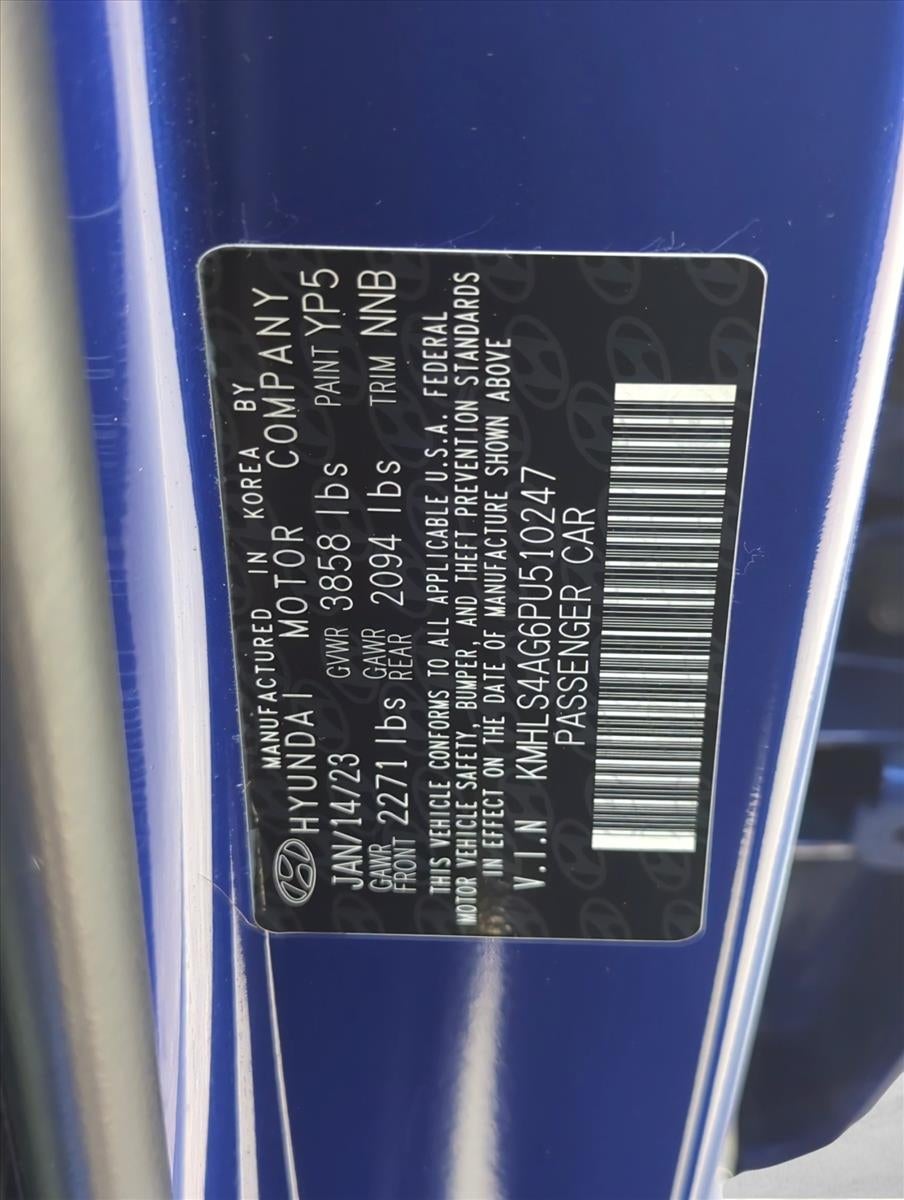 MANUFACTURED IN KOREA BY
HYUNDAI MOTOR COMPANY
JAN/14/23 GVWR 3858 lbs PAINT YP5
GAWR FRONT 2271 lbs GAWR REAR 2094 lbs TRIM NNB
THIS VEHICLE CONFORMS TO ALL APPLICABLE U.S.A. FEDERAL
MOTOR VEHICLE SAFETY, BUMPER, AND THEFT PREVENTION STANDARDS
IN EFFECT ON THE DATE OF MANUFACTURE SHOWN ABOVE
V.I.N KMHLS4AG6PU510247
PASSENGER CAR